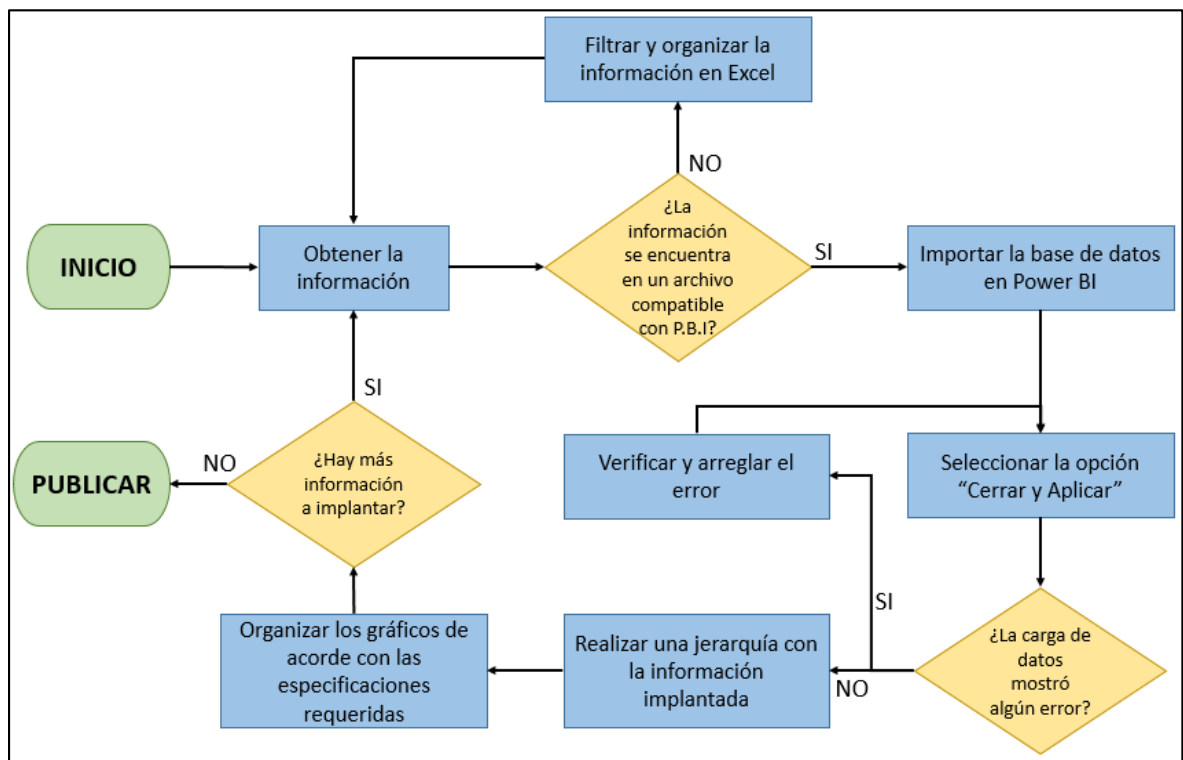 Filtrar y organizar la
información en Excel
NO
INICIO
Obtener la
información
¿La
información
se encuentra
en un archivo
compatible
con P.B.I?
SI
Importar la base de datos
en Power BI
SI
PUBLICAR
NO
¿Hay más
información
a implantar?
Verificar y arreglar el
error
Seleccionar la opción
“Cerrar y Aplicar”
SI
Organizar los gráficos de
acorde con las
especificaciones
requeridas
Realizar una jerarquía con
la información
implantada
NO
¿La carga de
datos
mostró
algún error?